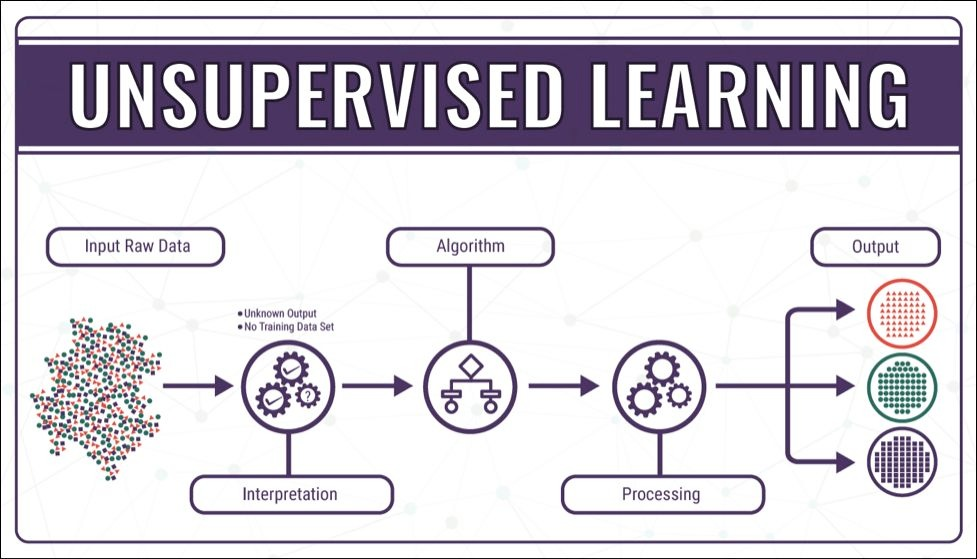 UNSUPERVISED LEARNING
Input Raw Data
Algorithm
Output
● Unknown Output
● No Training Data Set
?
Interpretation
Processing